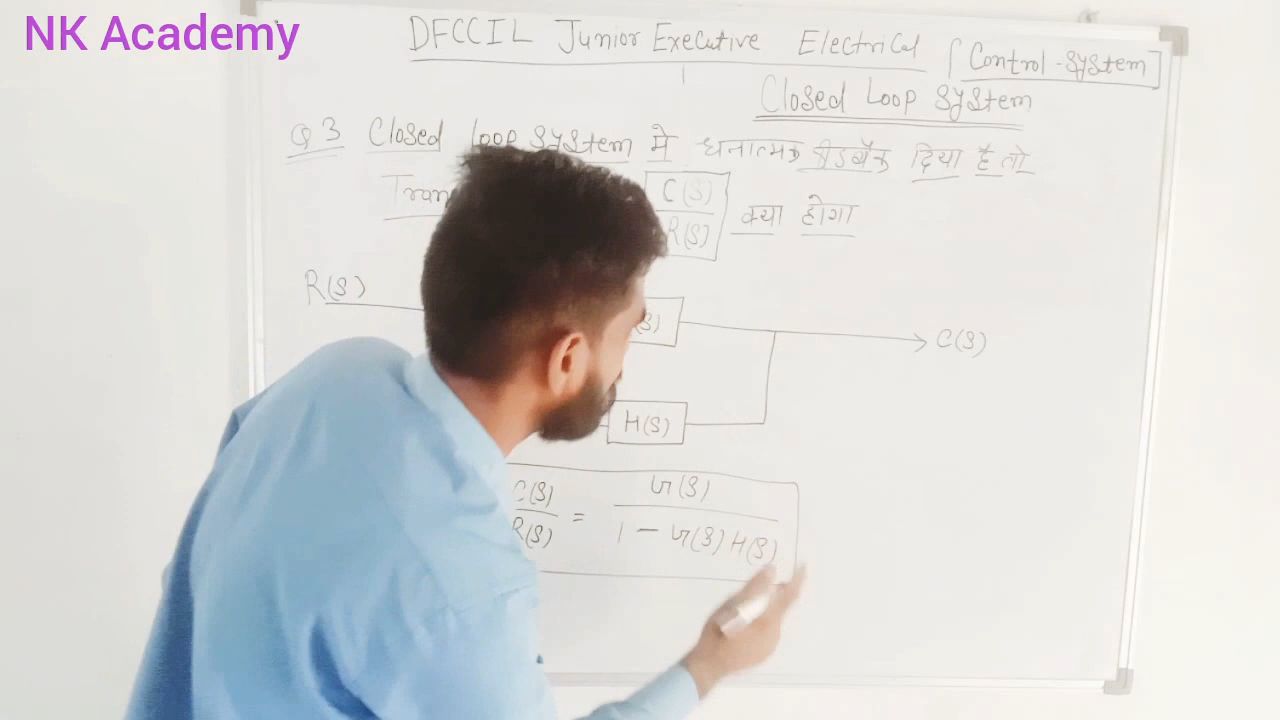 NK Academy
DFCCIL Junior Executive Electrical [Control-System]
Closed Loop System
Q3 Closed Loop System मे धनात्मक फीडबैक दिया है तो
C(S)
R(S) क्या होगा
R(S)
C(S)
H(S)
C(S)
R(S) = G(S)
1 - G(S) H(S)